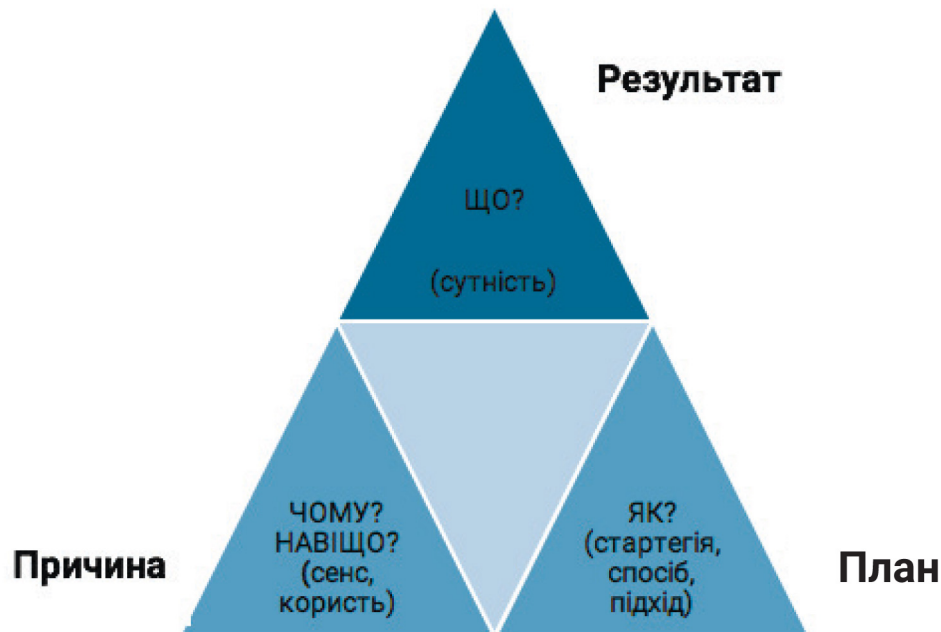 Результат
ЩО?
(сутність)
ЧОМУ?
НАВІЩО?
(сенс,
користь)
Причина
ЯК?
(стартегія,
спосіб,
підхід)
План